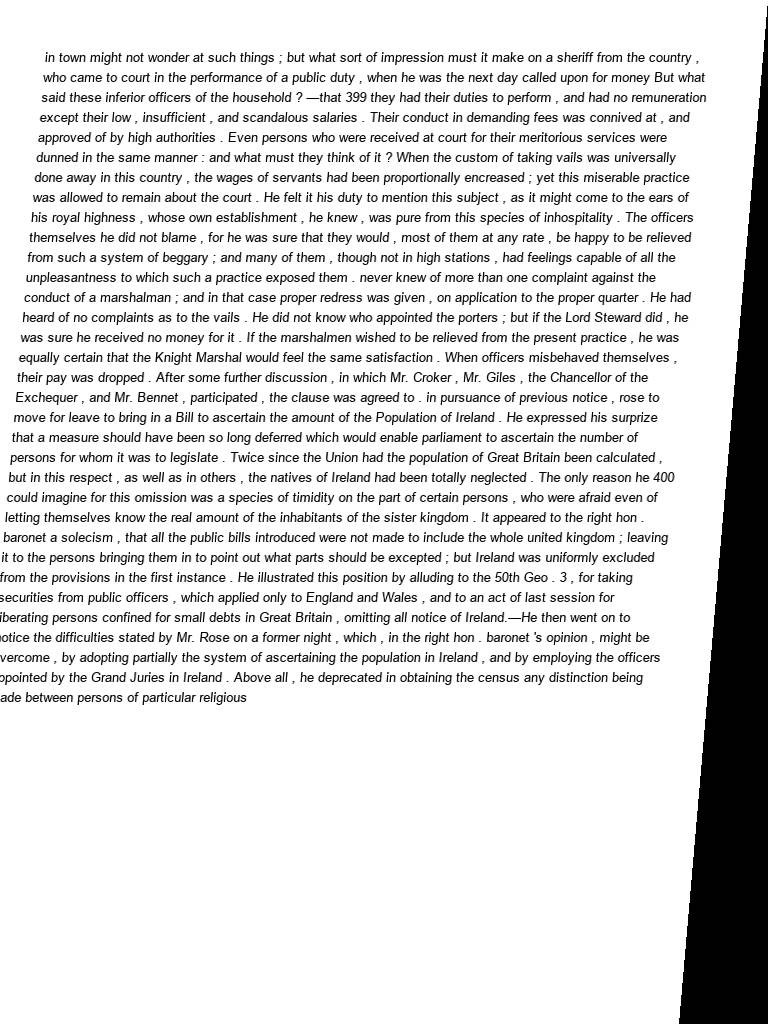 in town might not wonder at such things ; but what sort of impression must it make on a sheriff from the country ,
who came to court in the performance of a public duty , when he was the next day called upon for money But what
said these inferior officers of the household ? —that 399 they had their duties to perform , and had no remuneration
except their low , insufficient , and scandalous salaries . Their conduct in demanding fees was connived at , and
approved of by high authorities . Even persons who were received at court for their meritorious services were
dunned in the same manner : and what must they think of it ? When the custom of taking vails was universally
done away in this country , the wages of servants had been proportionally encreased ; yet this miserable practice
was allowed to remain about the court . He felt it his duty to mention this subject , as it might come to the ears of
his royal highness , whose own establishment , he knew , was pure from this species of inhospitality . The officers
themselves he did not blame , for he was sure that they would , most of them at any rate , be happy to be relieved
from such a system of beggary ; and many of them , though not in high stations , had feelings capable of all the
unpleasantness to which such a practice exposed them . never knew of more than one complaint against the
conduct of a marshalman ; and in that case proper redress was given , on application to the proper quarter . He had
heard of no complaints as to the vails . He did not know who appointed the porters ; but if the Lord Steward did , he
was sure he received no money for it . If the marshalmen wished to be relieved from the present practice , he was
equally certain that the Knight Marshal would feel the same satisfaction . When officers misbehaved themselves ,
their pay was dropped . After some further discussion , in which Mr. Croker , Mr. Giles , the Chancellor of the
Exchequer , and Mr. Bennet , participated , the clause was agreed to . in pursuance of previous notice , rose to
move for leave to bring in a Bill to ascertain the amount of the Population of Ireland . He expressed his surprize
that a measure should have been so long deferred which would enable parliament to ascertain the number of
persons for whom it was to legislate . Twice since the Union had the population of Great Britain been calculated ,
but in this respect , as well as in others , the natives of Ireland had been totally neglected . The only reason he 400
could imagine for this omission was a species of timidity on the part of certain persons , who were afraid even of
letting themselves know the real amount of the inhabitants of the sister kingdom . It appeared to the right hon .
baronet a solecism , that all the public bills introduced were not made to include the whole united kingdom ; leaving
it to the persons bringing them in to point out what parts should be excepted ; but Ireland was uniformly excluded
from the provisions in the first instance . He illustrated this position by alluding to the 50th Geo . 3 , for taking
securities from public officers , which applied only to England and Wales , and to an act of last session for
iberating persons confined for small debts in Great Britain , omitting all notice of Ireland.—He then went on to
otice the difficulties stated by Mr. Rose on a former night , which , in the right hon . baronet 's opinion , might be
vercome , by adopting partially the system of ascertaining the population in Ireland , and by employing the officers
ppointed by the Grand Juries in Ireland . Above all , he deprecated in obtaining the census any distinction being
ade between persons of particular religious